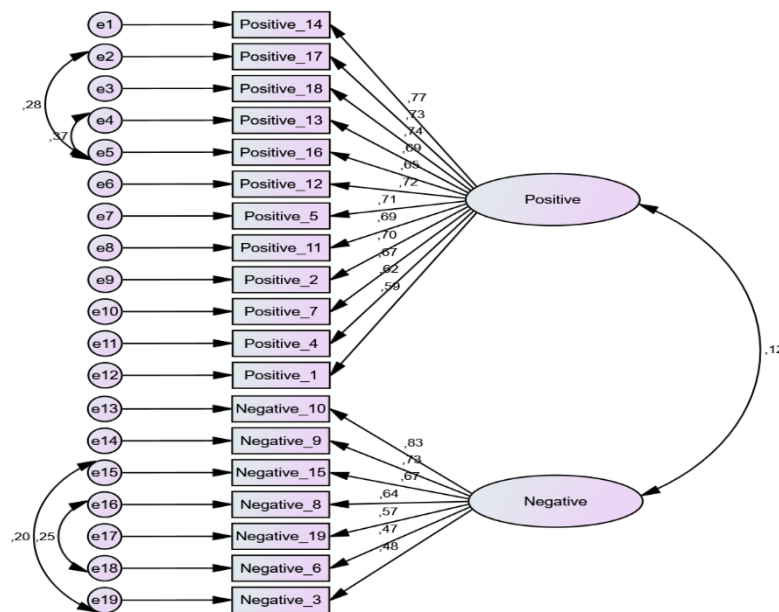 e1 Positive_14
e2 Positive_17
e3 Positive_18
e4 Positive_13
e5 Positive_16
e6 Positive_12
e7 Positive_5
e8 Positive_11
e9 Positive_2
e10 Positive_7
e11 Positive_4
e12 Positive_1
e13 Negative_10
e14 Negative_9
e15 Negative_15
e16 Negative_8
e17 Negative_19
e18 Negative_6
e19 Negative_3
,28
,37
,77
,73
,74
,69
,65
,72
,71
,69
,70
,67
,62
,59
Positive
,12
,83
,73
,67
,64
,57
,47
,48
Negative
,20
,25